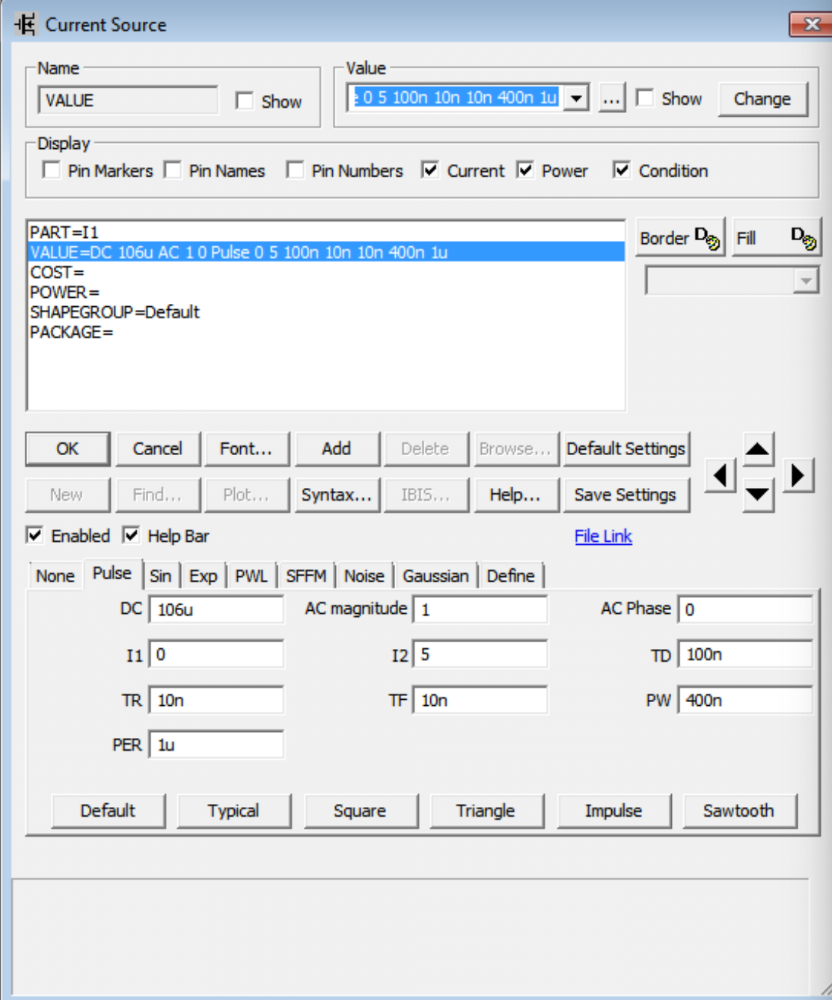 Current Source
Name
Value
VALUE
Show
e 0 5 100n 10n 10n 400n 1u
...
Show
Change
Display
Pin Markers
Pin Names
Pin Numbers
Current
Power
Condition
PART=I1
VALUE=DC 106u AC 1 0 Pulse 0 5 100n 10n 10n 400n 1u
COST=
POWER=
SHAPEGROUP=Default
PACKAGE=
Border
Fill
OK
Cancel
Font...
Add
Delete
Browse...
Default Settings
New
Find...
Plot...
Syntax...
IBIS...
Help...
Save Settings
Enabled
Help Bar
File Link
None
Pulse
Sin
Exp
PWL
SFFM
Noise
Gaussian
Define
DC 106u
AC magnitude 1
AC Phase 0
I1 0
I2 5
TD 100n
TR 10n
TF 10n
PW 400n
PER 1u
Default
Typical
Square
Triangle
Impulse
Sawtooth